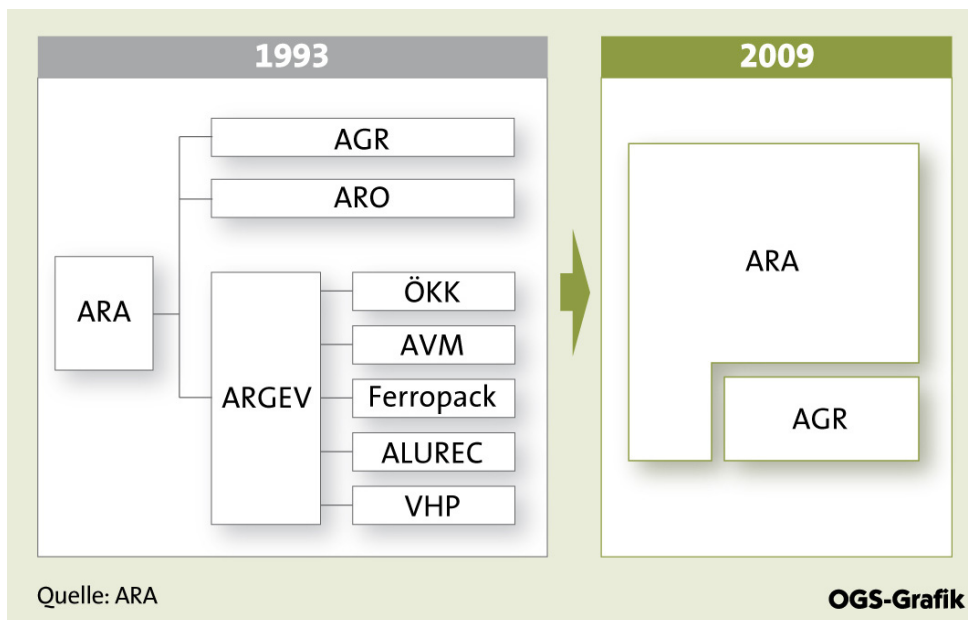 1993
AGR
ARO
ARA
ARGEV
ÖKK
AVM
Ferropack
ALUREC
VHP
2009
ARA
AGR
Quelle: ARA
OGS-Grafik